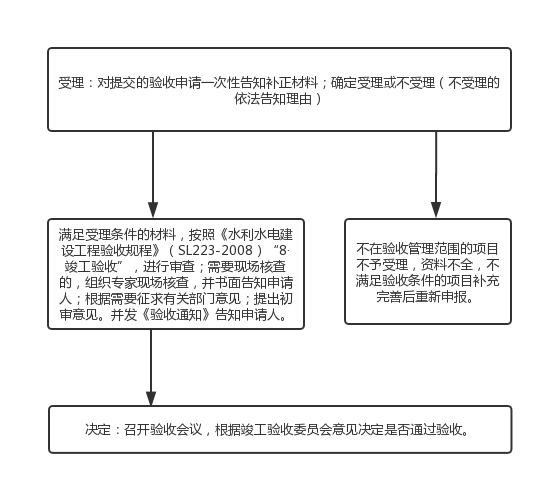 受理：对提交的验收申请一次性告知补正材料；确定受理或不受理（不受理的
依法告知理由）
满足受理条件的材料，按照《水利水电建
设工程验收规程》（SL223-2008）“8·
竣工验收”，进行审查；需要现场核查
的，组织专家现场核查，并书面告知申请
人；根据需要征求有关部门意见；提出初
审意见。并发《验收通知》告知申请人。
不在验收管理范围的项目
不予受理，资料不全，不
满足验收条件的项目补充
完善后重新申报。
决定：召开验收会议，根据竣工验收委员会意见决定是否通过验收。